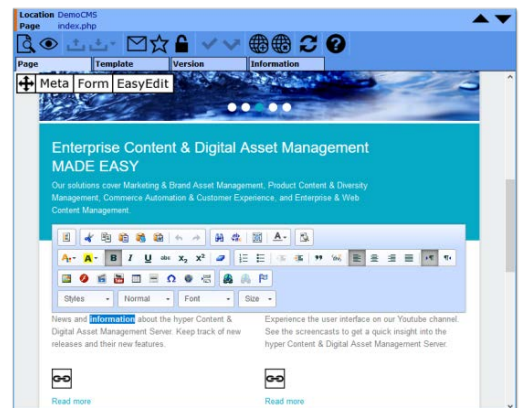 Location DemoCMS
Page index.php
Page Template Version Information
Meta Form EasyEdit
Enterprise Content & Digital Asset Management
MADE EASY
Our solutions cover Marketing & Brand Asset Management, Product Content & Diversity
Management, Commerce Automation & Customer Experience, and Enterprise & Web
Content Management.
Styles Normal Font Size
News and information about the hyper Content &
Digital Asset Management Server. Keep track of new
releases and their new features.
Read more
Experience the user interface on our Youtube channel.
See the screencasts to get a quick insight into the
hyper Content & Digital Asset Management Server.
Read more